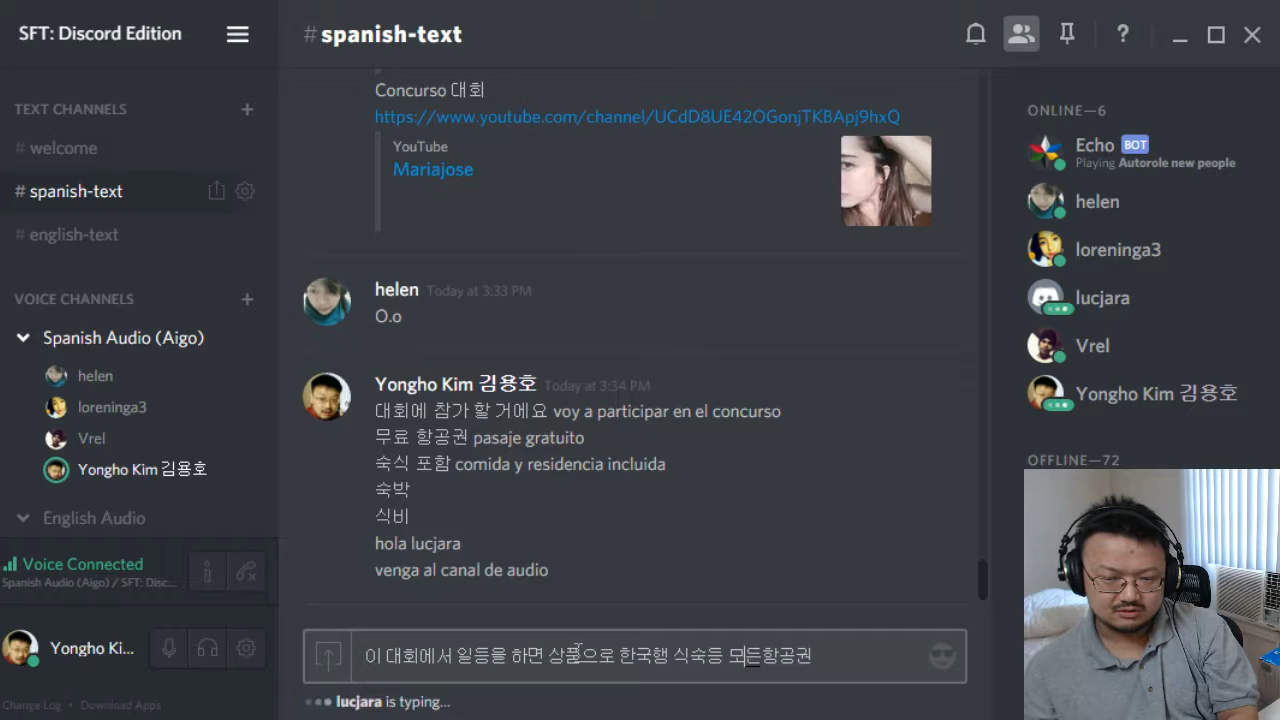 SFT: Discord Edition
TEXT CHANNELS
# welcome
# spanish-text
# english-text
VOICE CHANNELS
Spanish Audio (Aigo)
helen
loreninga3
Vrel
Yongho Kim 김용호
English Audio
Voice Connected
Spanish Audio (Aigo) / SFT: Disc...
Yongho Ki...
Change Log • Download Apps
#spanish-text
Concurso 대회
https://www.youtube.com/channel/UCdD8UE42OGonjTKBApj9hxQ
YouTube
Mariajose
helen Today at 3:33 PM
O.o
Yongho Kim 김용호 Today at 3:34 PM
대회에 참가 할 거에요 voy a participar en el concurso
무료 항공권 pasaje gratuito
숙식 포함 comida y residencia incluida
숙박
식비
hola lucjara
venga al canal de audio
이 대회에서 일등을 하면 상품으로 한국행 식숙등 모든항공권
lucjara is typing...
ONLINE—6
Echo BOT
Playing Autorole new people
helen
loreninga3
lucjara
Vrel
Yongho Kim 김용호
OFFLINE—72